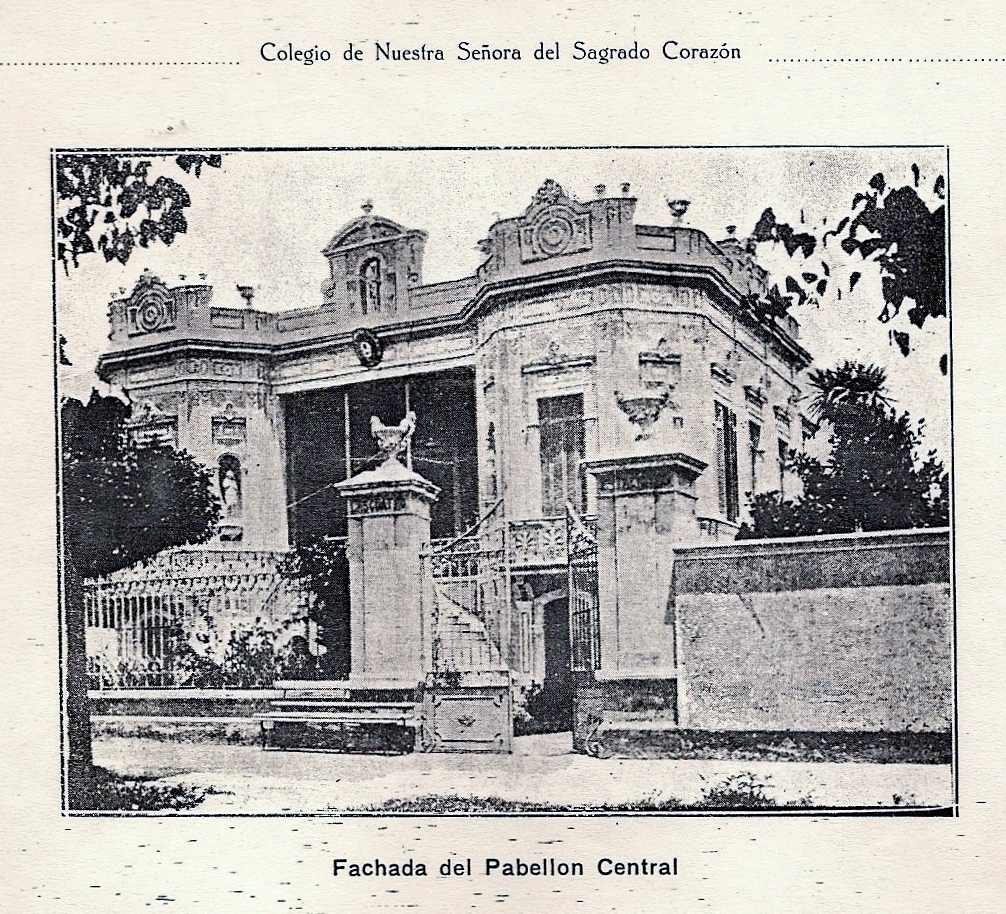 Colegio de Nuestra Señora del Sagrado Corazón
Fachada del Pabellon Central